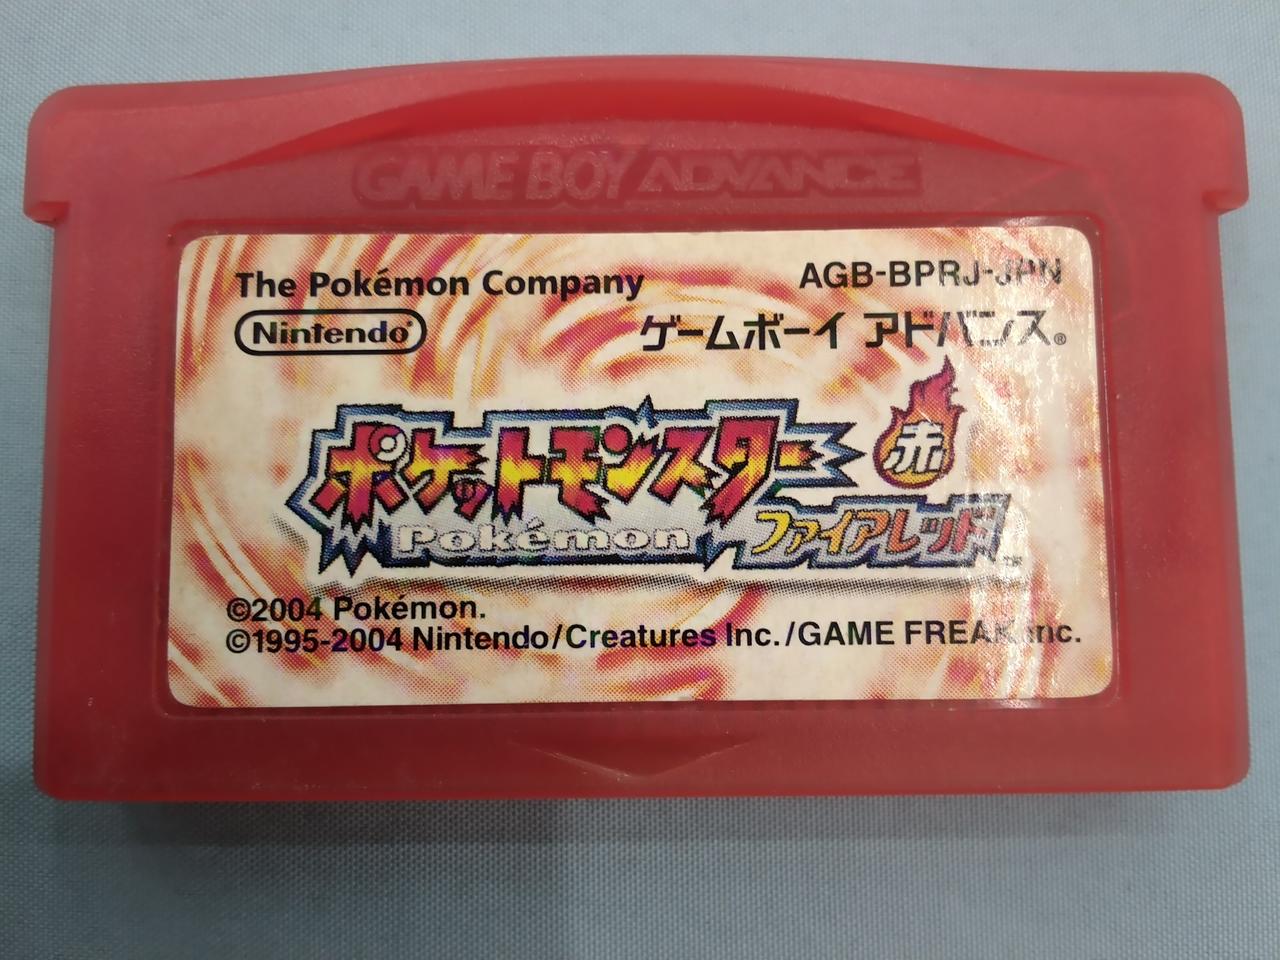 GAME BOY ADVANCE
The Pokémon Company
AGB-BPRJ-JPN
Nintendo®
ゲームボーイ アドバンス®
ポケットモンスター
赤
Pokémon
ファイアレッド™
©2004 Pokémon.
©1995-2004 Nintendo/Creatures Inc./GAME FREAK inc.